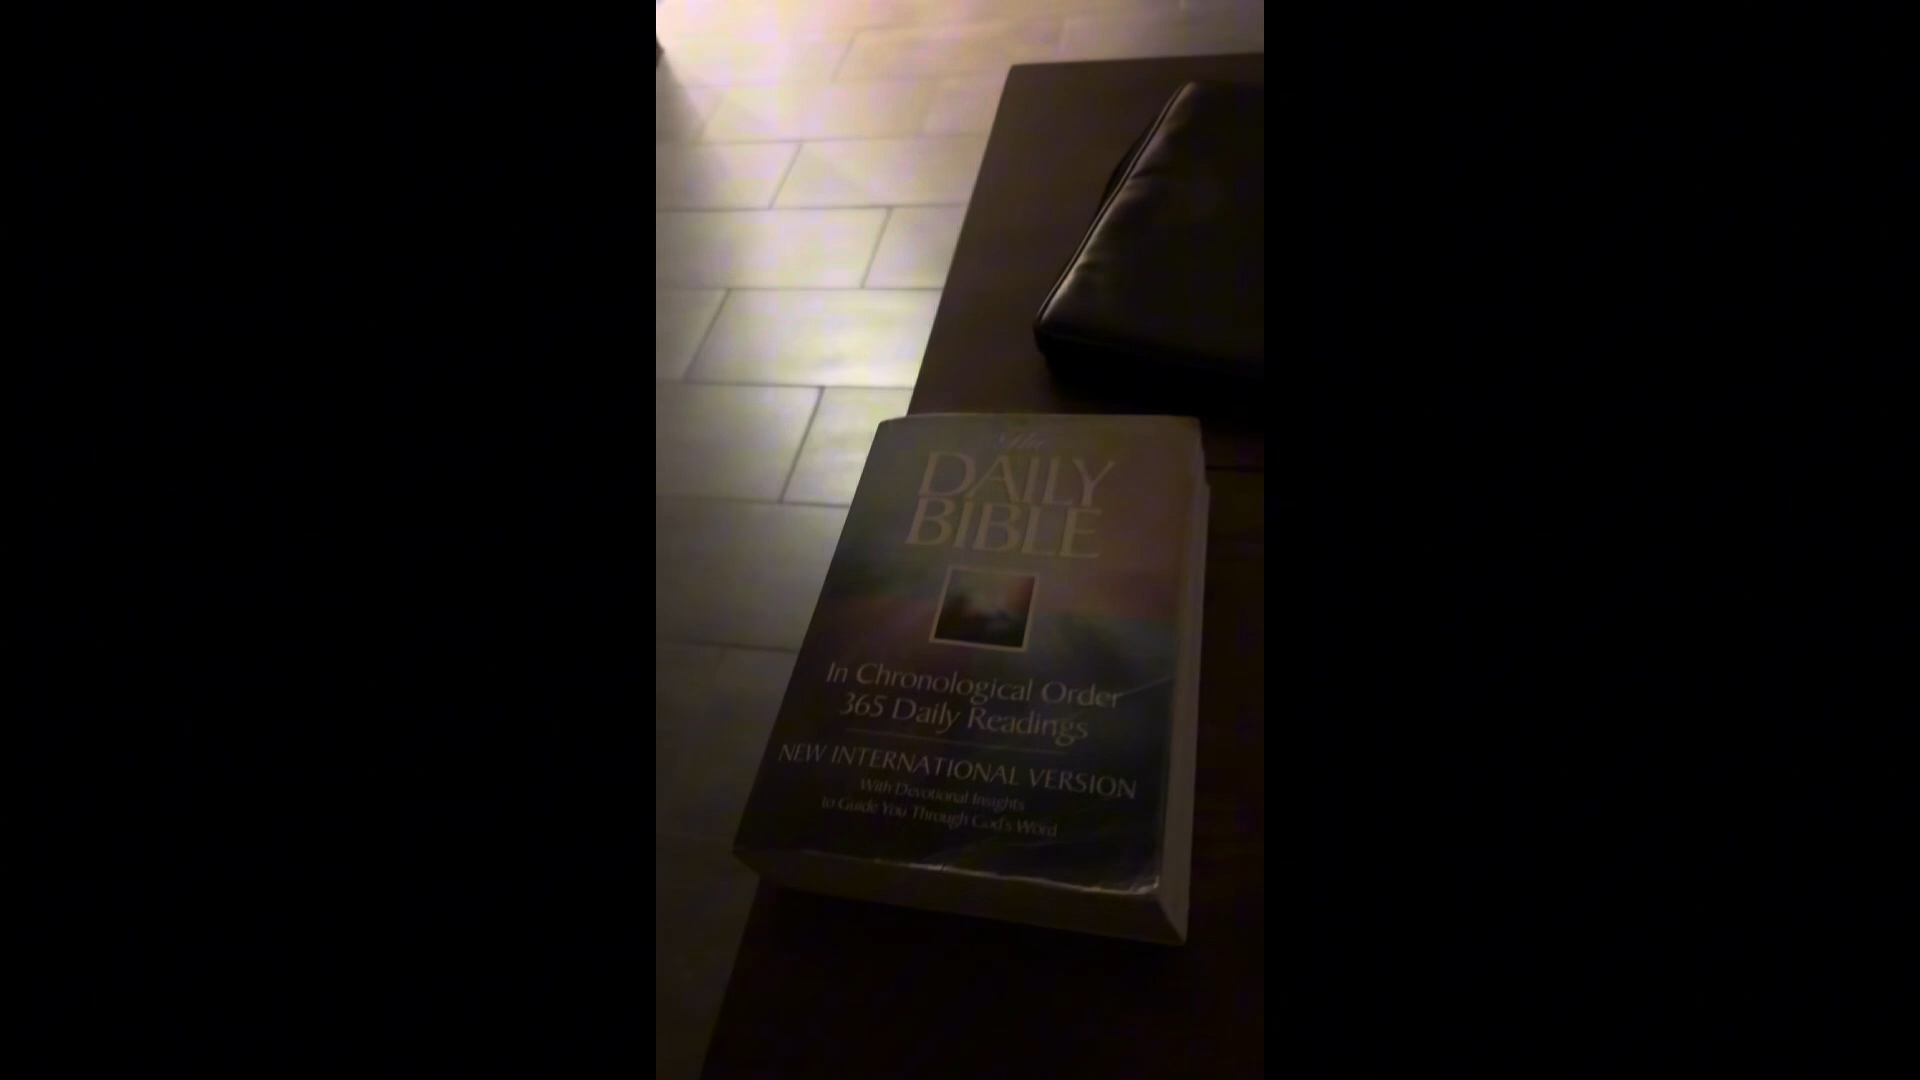 The
DAILY
BIBLE
In Chronological Order
365 Daily Readings
NEW INTERNATIONAL VERSION
With Devotional Insights
to Guide You Through God's Word